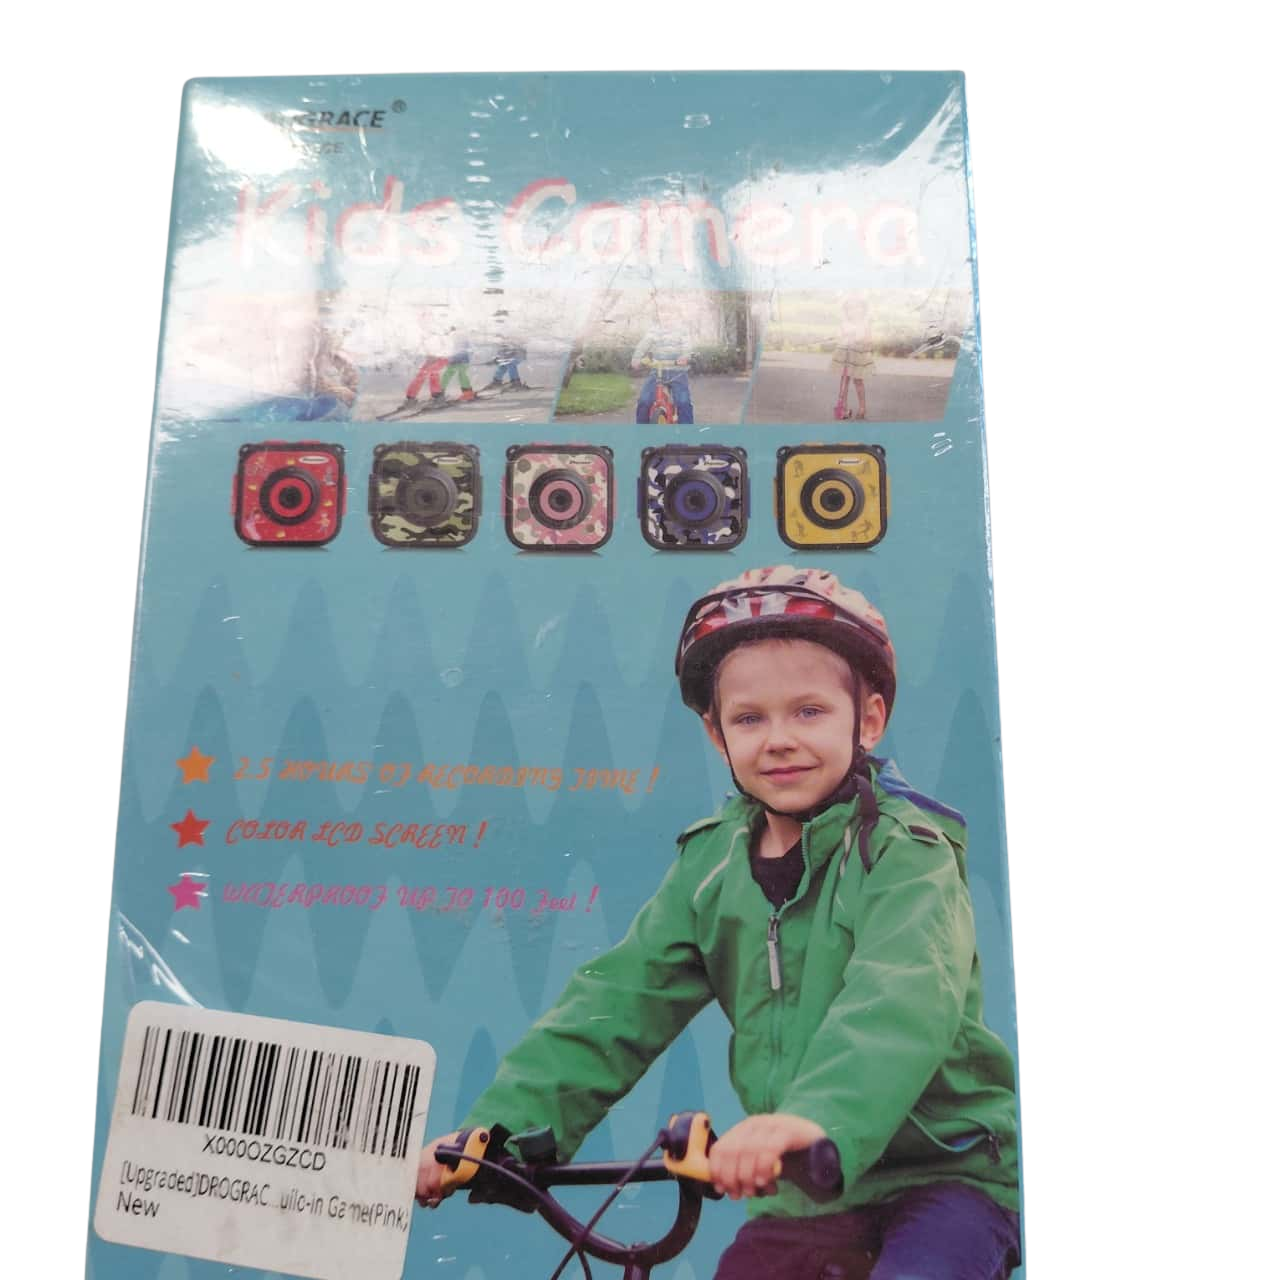 GRACE®
Kids Camera
2.5 HOURS OF RECORDING TIME !
COLOR LCD SCREEN !
WATERPROOF UP TO 100 Feet !
X000OZGZCD
[Upgraded]DROGRAC...uilo-in Game(Pink)
New